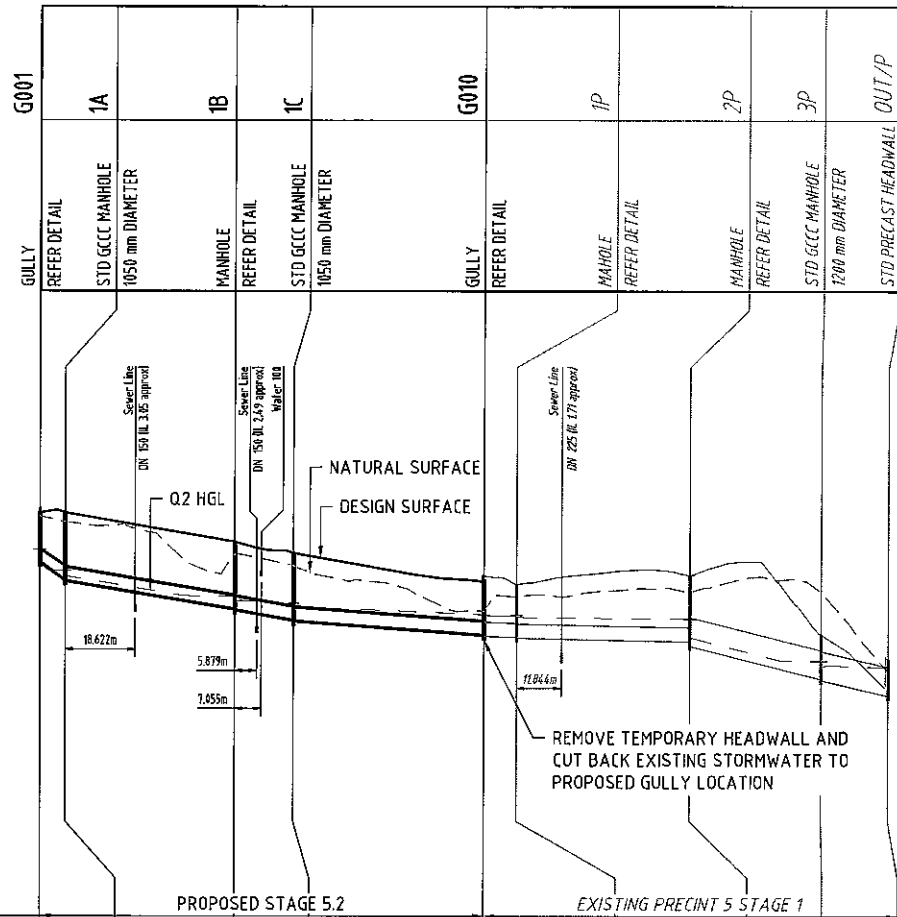 G001
1A
1B
1C
G010
1P
2P
3P
OUT/P
GULLY
REFER DETAIL
STD GCCC MANHOLE
1050 mm DIAMETER
MANHOLE
REFER DETAIL
STD GCCC MANHOLE
1050 mm DIAMETER
GULLY
REFER DETAIL
MAHOLE
REFER DETAIL
MANHOLE
REFER DETAIL
STD GCCC MANHOLE
1200 mm DIAMETER
STD PRECAST HEADWALL
Sewer Line
DN 150 (IL 3.05 approx)
Sewer Line
DN 150 (IL 2.49 approx)
Water 100
Sewer Line
DN 225 (IL 1.71 approx)
NATURAL SURFACE
Q2 HGL
DESIGN SURFACE
18.622m
5.879m
7.055m
11.844m
REMOVE TEMPORARY HEADWALL AND
CUT BACK EXISTING STORMWATER TO
PROPOSED GULLY LOCATION
PROPOSED STAGE 5.2
EXISTING PRECINT 5 STAGE 1